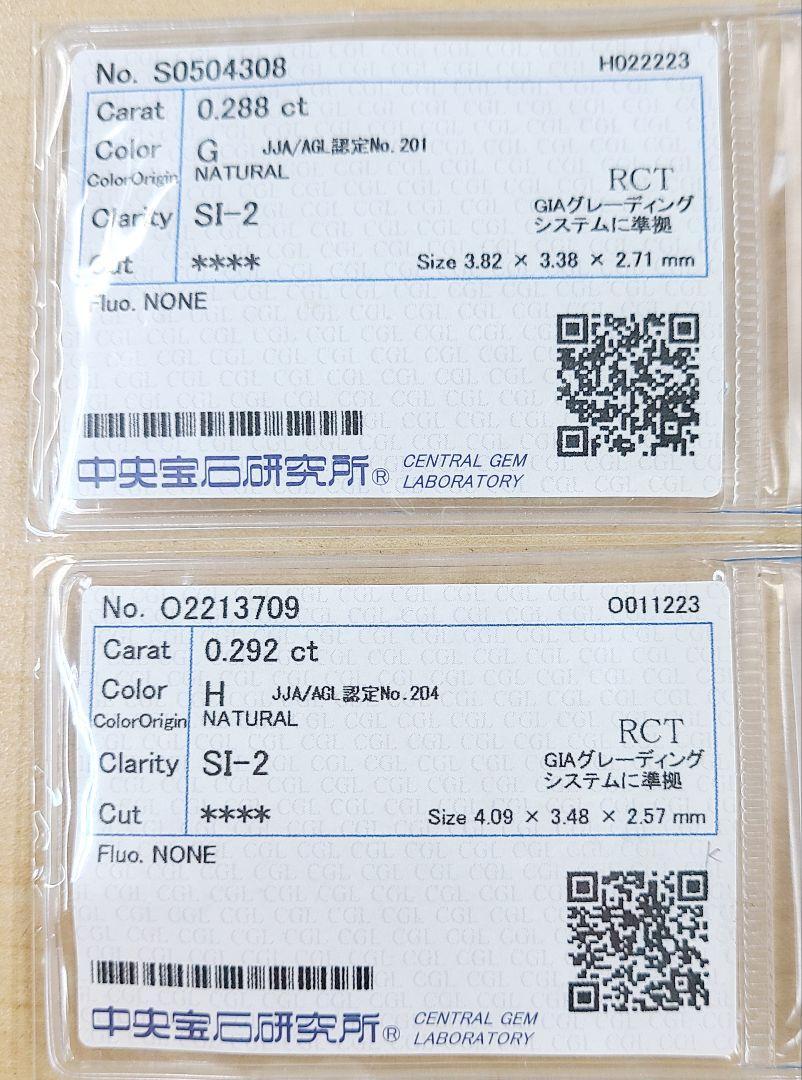 No. S0504308 H022223
Carat 0.288 ct
Color G JJA/AGL認定No.201
ColorOrigin NATURAL
RCT
Clarity SI-2 GIAグレーディング
システムに準拠
Cut **** Size 3.82 × 3.38 × 2.71 mm
Fluo. NONE
中央宝石研究所® CENTRAL GEM
LABORATORY
No. O2213709 O011223
Carat 0.292 ct
Color H JJA/AGL認定No.204
ColorOrigin NATURAL
RCT
Clarity SI-2 GIAグレーディング
システムに準拠
Cut **** Size 4.09 × 3.48 × 2.57 mm
Fluo. NONE
K
中央宝石研究所® CENTRAL GEM
LABORATORY